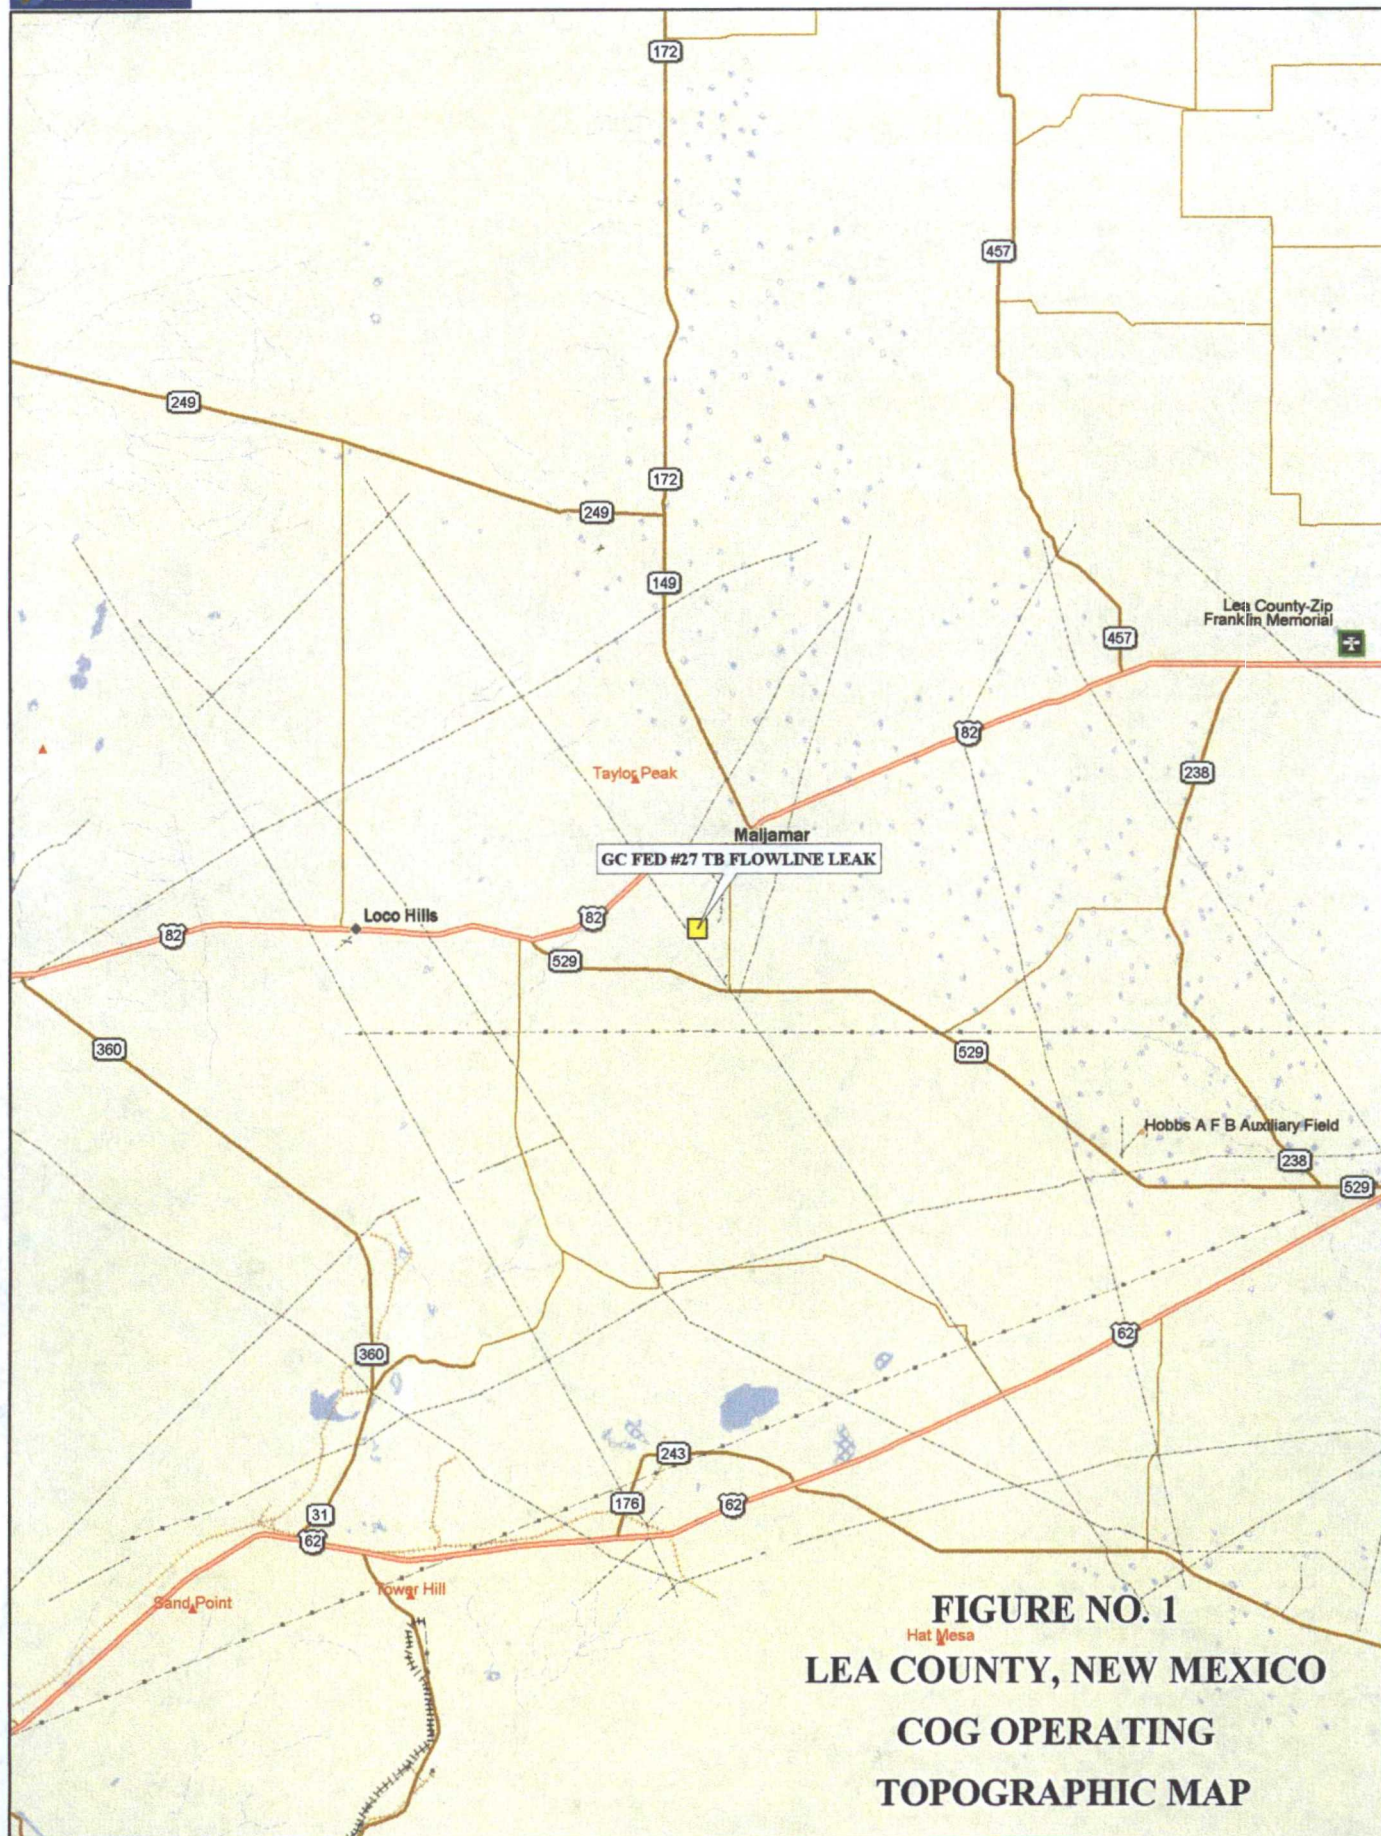 172
457
249
172
249
149
Lea County-Zip
Franklin Memorial
457
82
238
Taylor Peak
Maljamar
GC FED #27 TB FLOWLINE LEAK
Loco Hills
82
82
529
360
529
Hobbs A F B Auxiliary Field
238
529
62
360
243
176
62
31
62
Tower Hill
Sand Point
FIGURE NO. 1
Hat Mesa
LEA COUNTY, NEW MEXICO
COG OPERATING
TOPOGRAPHIC MAP